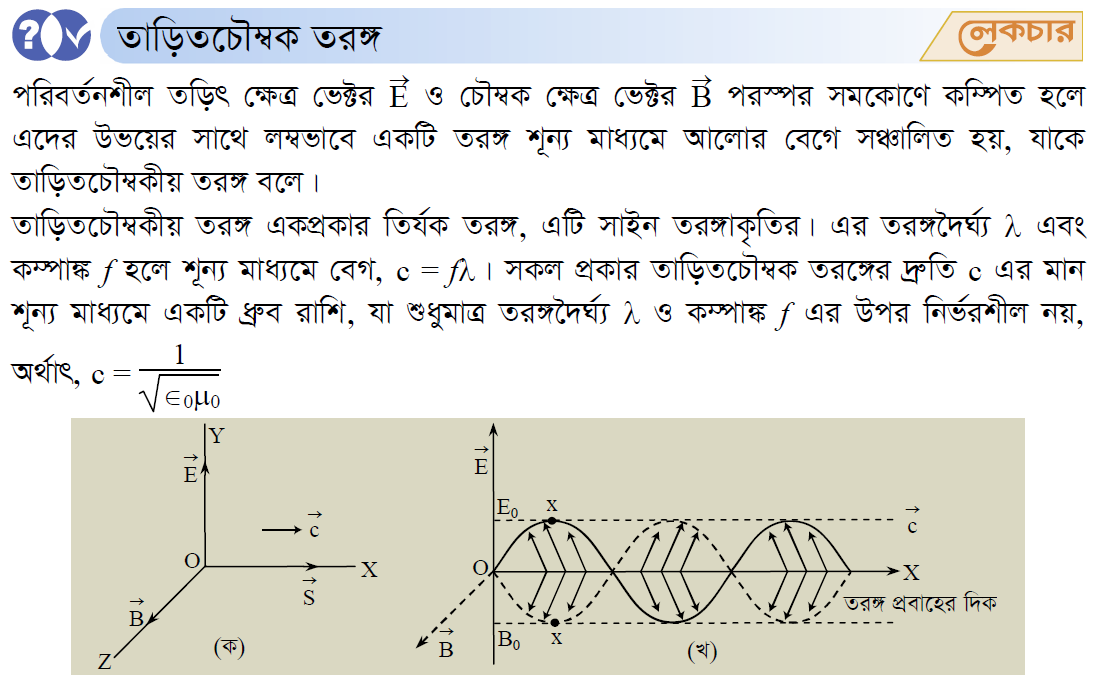 তাড়িতচৌম্বক তরঙ্গ
লেকচার
পরিবর্তনশীল তড়িৎ ক্ষেত্র ভেক্টর E⃗ ও চৌম্বক ক্ষেত্র ভেক্টর B⃗ পরস্পর সমকোণে কম্পিত হলে
এদের উভয়ের সাথে লম্বভাবে একটি তরঙ্গ শূন্য মাধ্যমে আলোর বেগে সঞ্চালিত হয়, যাকে
তাড়িতচৌম্বকীয় তরঙ্গ বলে।
তাড়িতচৌম্বকীয় তরঙ্গ একপ্রকার তির্যক তরঙ্গ, এটি সাইন তরঙ্গাকৃতির। এর তরঙ্গদৈর্ঘ্য λ এবং
কম্পাঙ্ক f হলে শূন্য মাধ্যমে বেগ, c = fλ। সকল প্রকার তাড়িতচৌম্বক তরঙ্গের দ্রুতি c এর মান
শূন্য মাধ্যমে একটি ধ্রুব রাশি, যা শুধুমাত্র তরঙ্গদৈর্ঘ্য λ ও কম্পাঙ্ক f এর উপর নির্ভরশীল নয়,
অর্থাৎ, c = 1/√∈₀μ₀
Y
E⃗
c⃗
O
X
S⃗
B⃗
Z
(ক)
E⃗
E₀
x
c⃗
O
X
তরঙ্গ প্রবাহের দিক
B⃗
B₀
x
(খ)